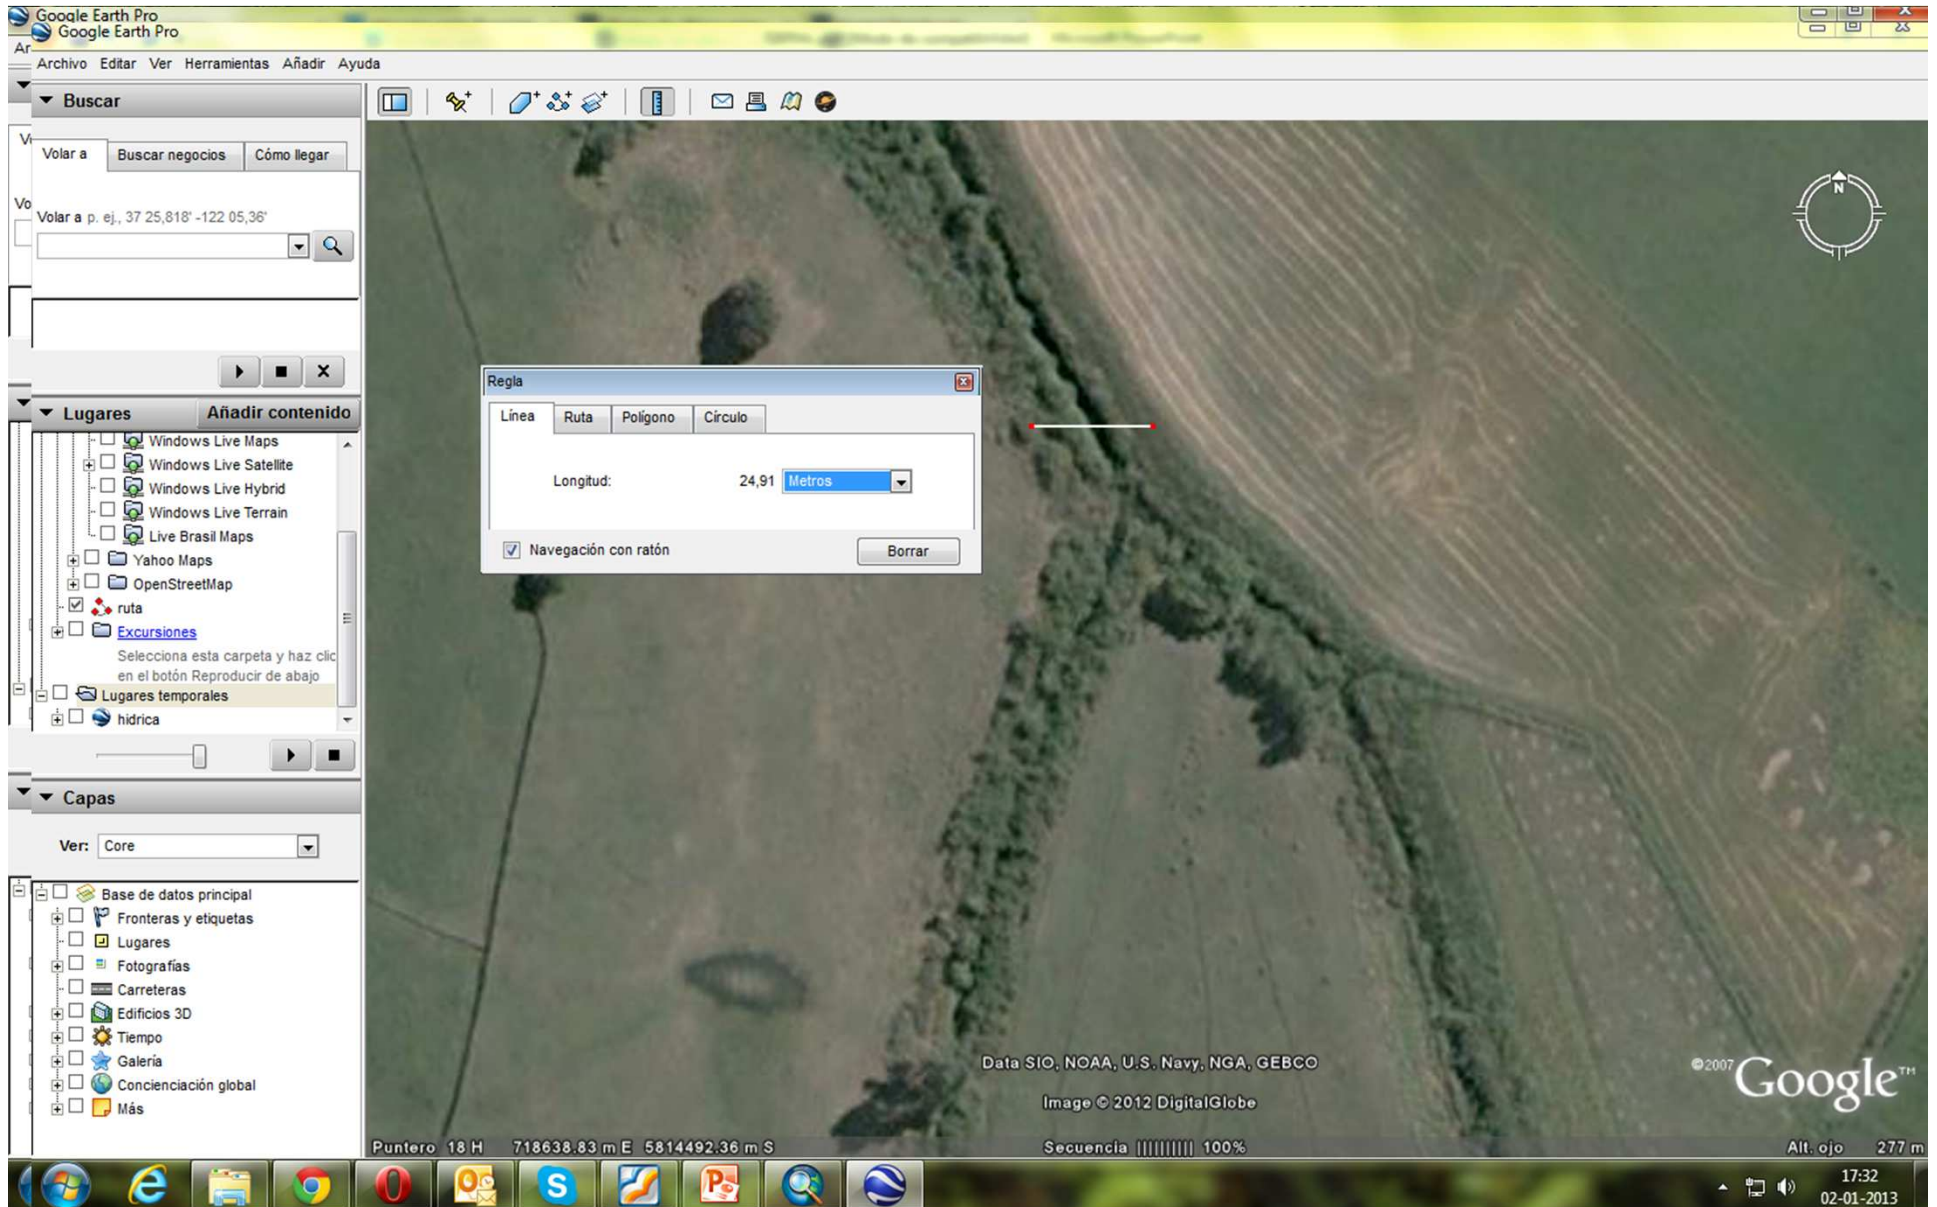 Google Earth Pro
Google Earth Pro
Ar
Archivo Editar Ver Herramientas Añadir Ayuda
Buscar
Volar a Buscar negocios Cómo llegar
Vo
Volar a p. ej., 37 25,818' -122 05,36'
Lugares Añadir contenido
Windows Live Maps
Windows Live Satellite
Windows Live Hybrid
Windows Live Terrain
Live Brasil Maps
Yahoo Maps
OpenStreetMap
ruta
Excursiones
Selecciona esta carpeta y haz clic
en el botón Reproducir de abajo
Lugares temporales
hidrica
Capas
Ver: Core
Base de datos principal
Fronteras y etiquetas
Lugares
Fotografías
Carreteras
Edificios 3D
Tiempo
Galería
Concienciación global
Más
Regla
Línea Ruta Polígono Círculo
Longitud: 24,91 Metros
Navegación con ratón Borrar
N
Data SIO, NOAA, U.S. Navy, NGA, GEBCO
Image © 2012 DigitalGlobe
©2007 Google™
Puntero 18 H 718638.83 m E 5814492.36 m S Secuencia |||||||||| 100% Alt. ojo 277 m
17:32
02-01-2013